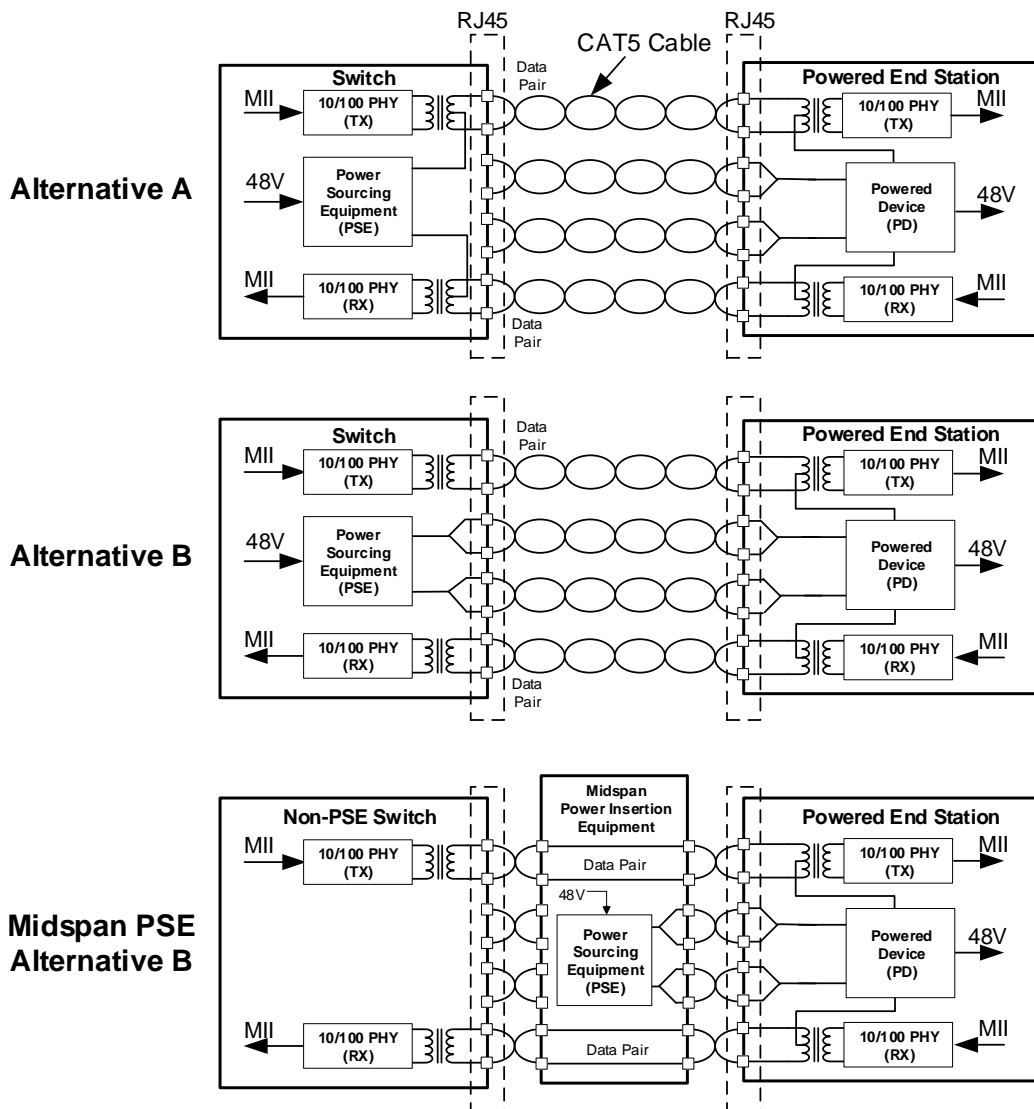 RJ45
RJ45
CAT5 Cable
Alternative A
Switch
MII
10/100 PHY
(TX)
48V
Power
Sourcing
Equipment
(PSE)
MII
10/100 PHY
(RX)
Data
Pair
Data
Pair
Powered End Station
10/100 PHY
(TX)
MII
Powered
Device
(PD)
48V
10/100 PHY
(RX)
MII
Alternative B
Switch
MII
10/100 PHY
(TX)
48V
Power
Sourcing
Equipment
(PSE)
MII
10/100 PHY
(RX)
Data
Pair
Data
Pair
Powered End Station
10/100 PHY
(TX)
MII
Powered
Device
(PD)
48V
10/100 PHY
(RX)
MII
Midspan PSE
Alternative B
Non-PSE Switch
MII
10/100 PHY
(TX)
MII
10/100 PHY
(RX)
Midspan
Power Insertion
Equipment
Data Pair
48V
Power
Sourcing
Equipment
(PSE)
Data Pair
Powered End Station
10/100 PHY
(TX)
MII
Powered
Device
(PD)
48V
10/100 PHY
(RX)
MII